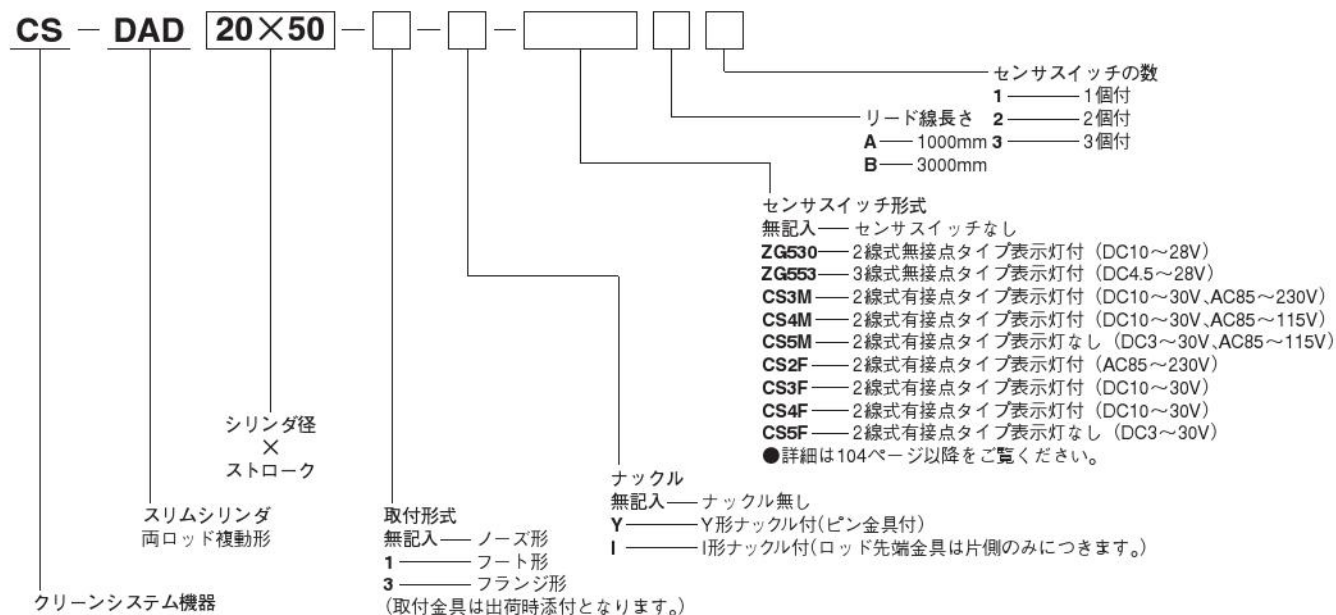 CS － DAD 20×50 － □ － □ － □ □ □
センサスイッチの数
1 ――― 1個付
2 ――― 2個付
3 ――― 3個付
リード線長さ
A ― 1000mm
B ― 3000mm
センサスイッチ形式
無記入 ― センサスイッチなし
ZG530 ― 2線式無接点タイプ表示灯付（DC10～28V）
ZG553 ― 3線式無接点タイプ表示灯付（DC4.5～28V）
CS3M ― 2線式有接点タイプ表示灯付（DC10～30V、AC85～230V）
CS4M ― 2線式有接点タイプ表示灯付（DC10～30V、AC85～115V）
CS5M ― 2線式有接点タイプ表示灯なし（DC3～30V、AC85～115V）
CS2F ― 2線式有接点タイプ表示灯付（AC85～230V）
CS3F ― 2線式有接点タイプ表示灯付（DC10～30V）
CS4F ― 2線式有接点タイプ表示灯付（DC10～30V）
CS5F ― 2線式有接点タイプ表示灯なし（DC3～30V）
●詳細は104ページ以降をご覧ください。
ナックル
無記入 ― ナックル無し
Y ――― Y形ナックル付(ピン金具付)
I ――― I形ナックル付(ロッド先端金具は片側のみにつきます。)
取付形式
無記入 ― ノーズ形
1 ――― フート形
3 ――― フランジ形
(取付金具は出荷時添付となります。)
シリンダ径
×
ストローク
スリムシリンダ
両ロッド複動形
クリーンシステム機器